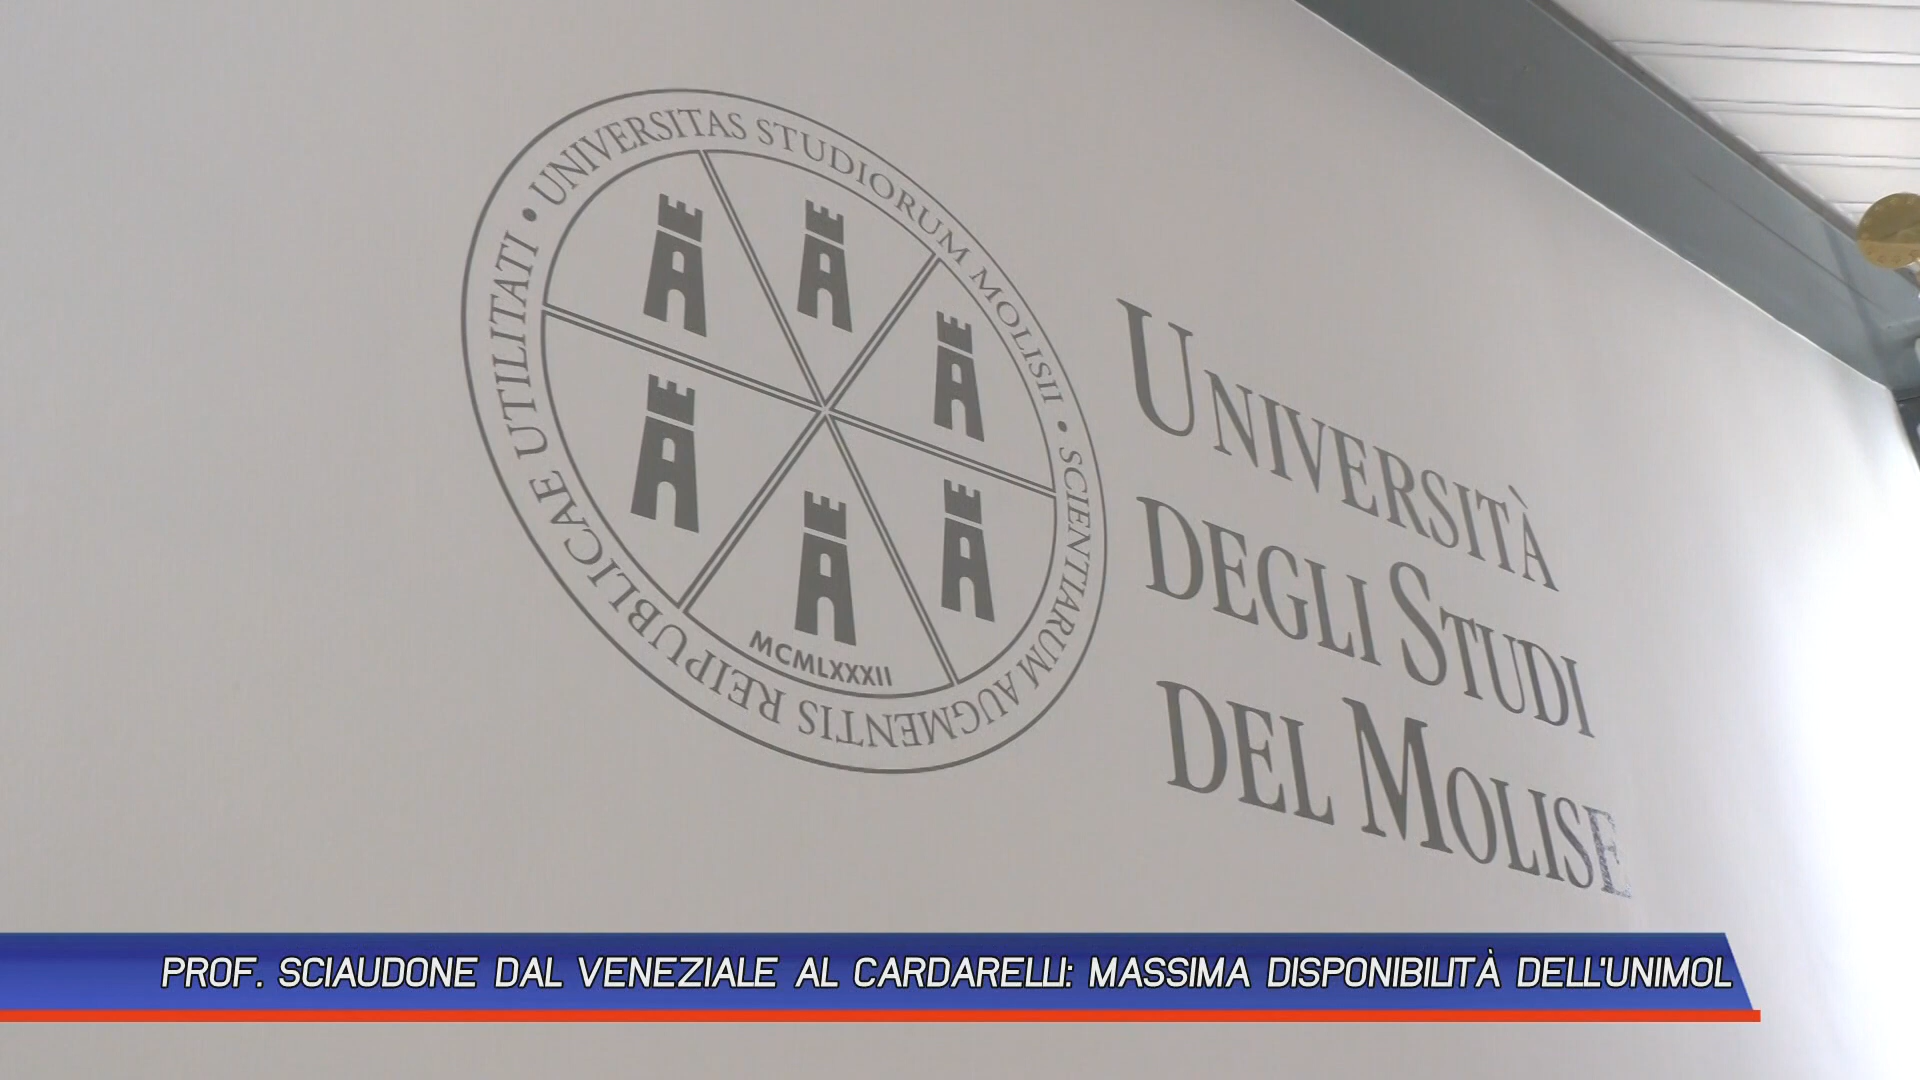 • UNIVERSITAS STUDIORUM MOLISII • SCIENTIARUM AUGMENTIS REIPUBLICAE UTILITATI
MCMLXXXII
UNIVERSITÀ
DEGLI STUDI
DEL MOLISE
PROF. SCIAUDONE DAL VENEZIALE AL CARDARELLI: MASSIMA DISPONIBILITÀ DELL'UNIMOL